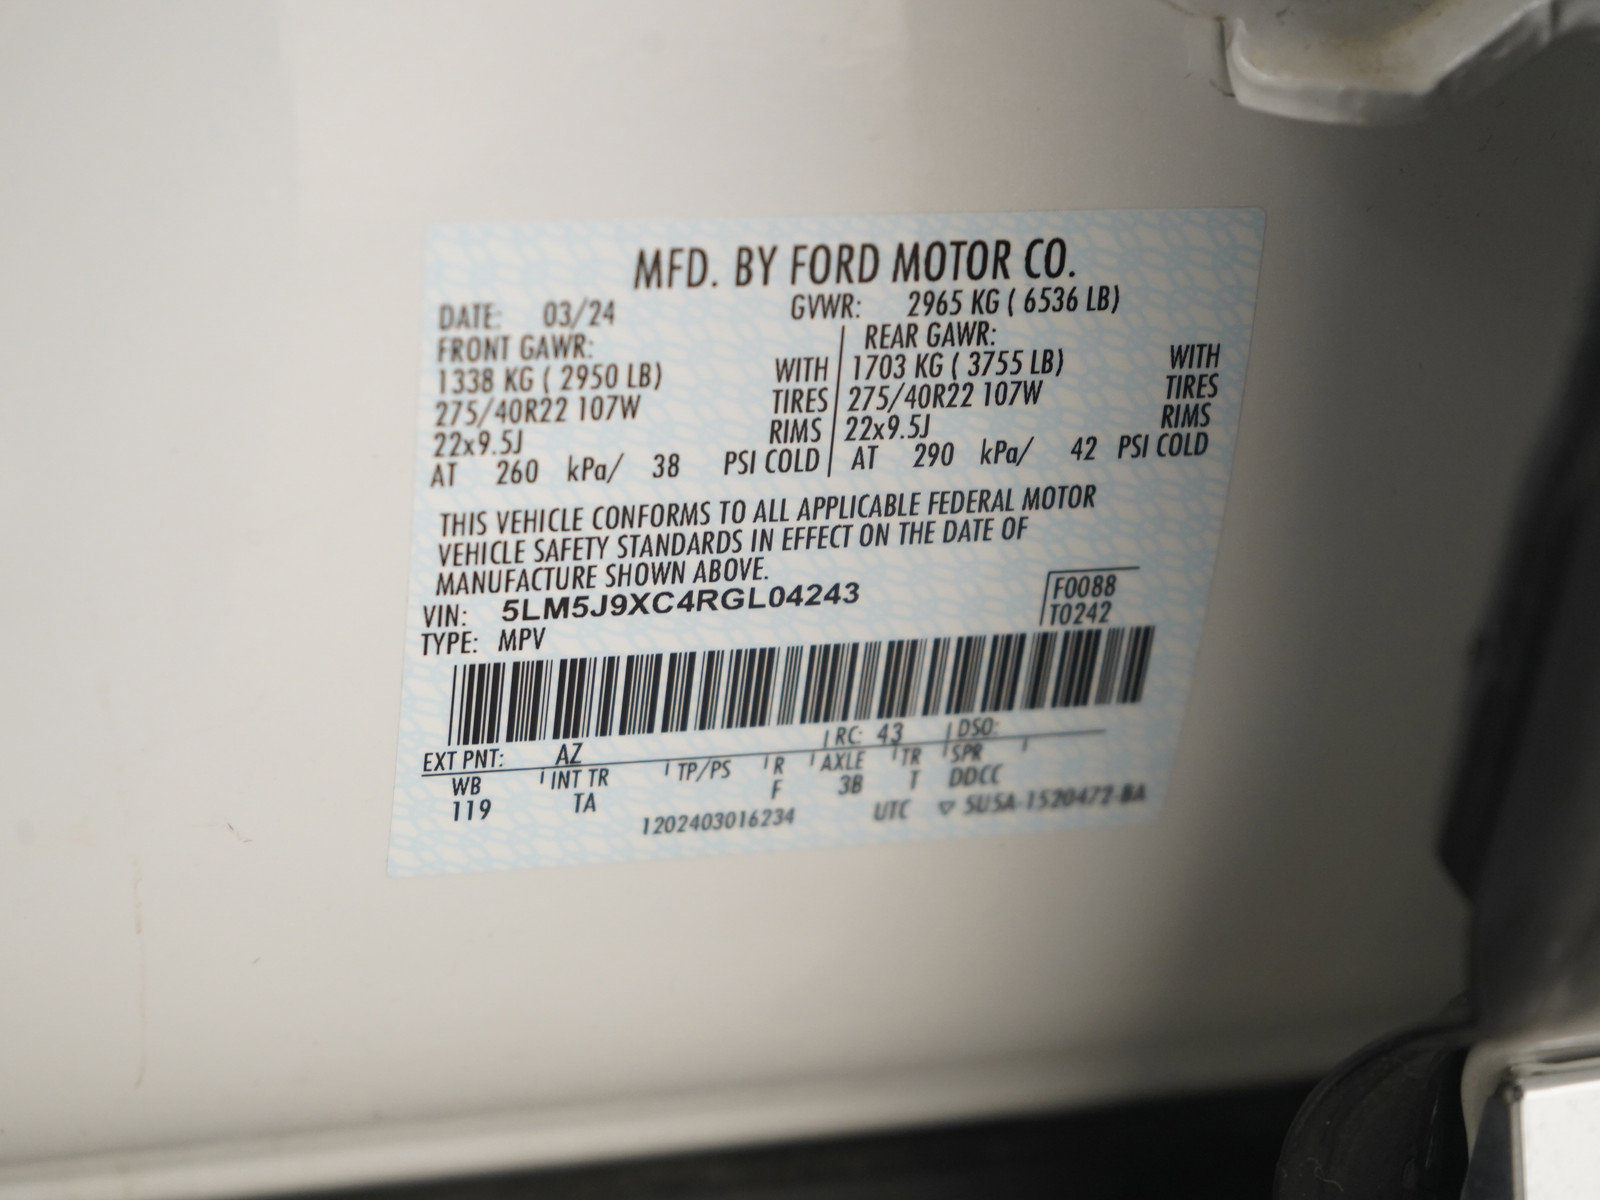 MFD. BY FORD MOTOR CO.
DATE: 03/24 GVWR: 2965 KG ( 6536 LB)
FRONT GAWR: REAR GAWR:
1338 KG ( 2950 LB) WITH 1703 KG ( 3755 LB) WITH
275/40R22 107W TIRES 275/40R22 107W TIRES
22x9.5J RIMS 22x9.5J RIMS
AT 260 kPa/ 38 PSI COLD AT 290 kPa/ 42 PSI COLD
THIS VEHICLE CONFORMS TO ALL APPLICABLE FEDERAL MOTOR
VEHICLE SAFETY STANDARDS IN EFFECT ON THE DATE OF
MANUFACTURE SHOWN ABOVE.
VIN: 5LM5J9XC4RGL04243 F0088
TYPE: MPV T0242
EXT PNT: AZ RC: 43 DSO:
WB INT TR TP/PS R AXLE TR SPR
119 TA F 3B T DDCC
1202403016234 UTC ▽ 5U5A-1520472-BA